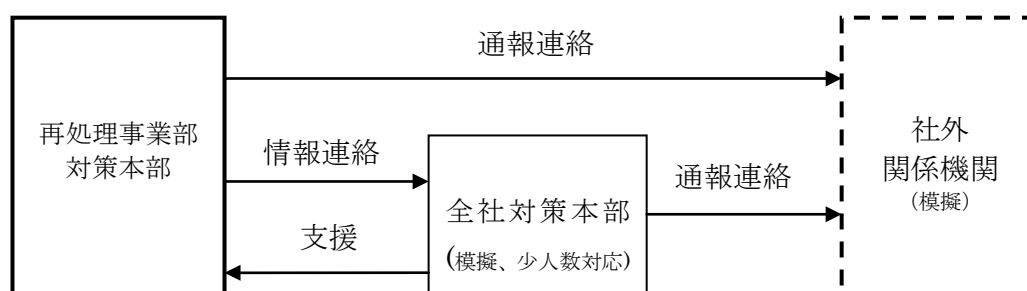 通報連絡
再処理事業部
対策本部
情報連絡
支援
全社対策本部
(模擬、少人数対応)
通報連絡
社外
関係機関
（模擬）